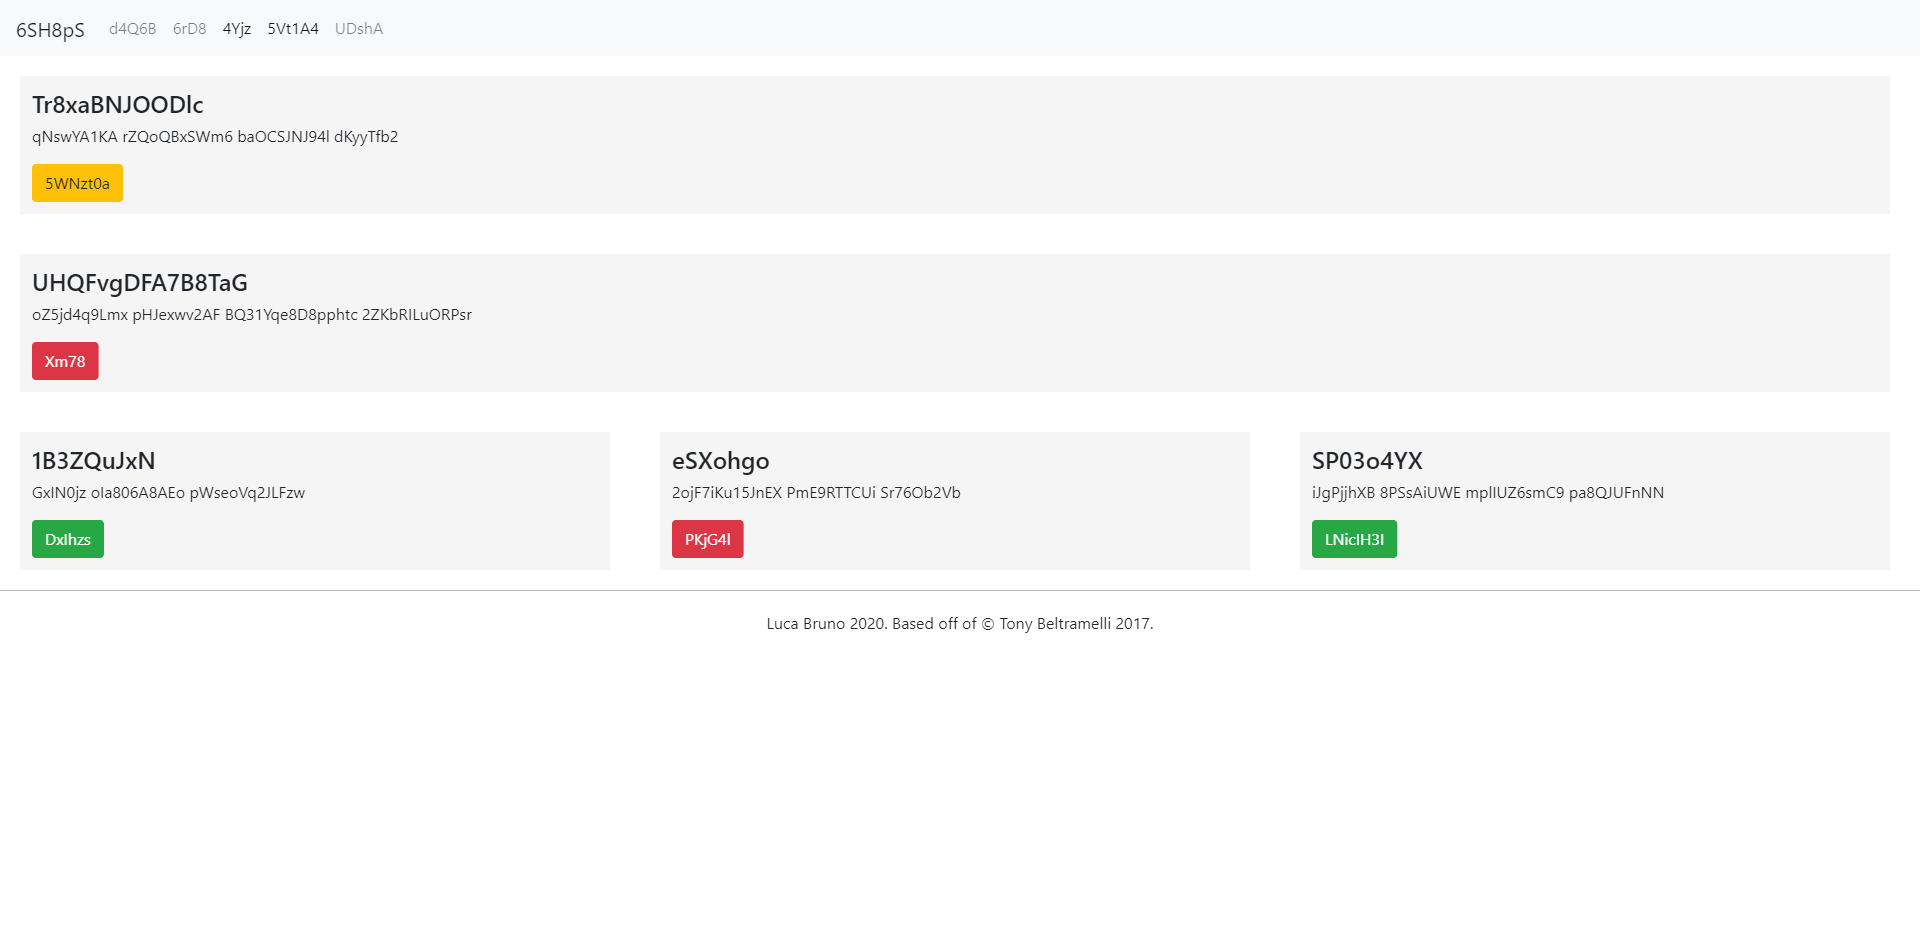 6SH8pS d4Q6B 6rD8 4Yjz 5Vt1A4 UDshA
Tr8xaBNJOODlc
qNswYA1KA rZQoQBxSWm6 baOCSJNJ94l dKyyTfb2
5WNzt0a
UHQFvgDFA7B8TaG
oZ5jd4q9Lmx pHJexwv2AF BQ31Yqe8D8pphtc 2ZKbRILuORPsr
Xm78
1B3ZQuJxN
GxIN0jz oIa806A8AEo pWseoVq2JLFzw
DxIhzs
eSXohgo
2ojF7iKu15JnEX PmE9RTTCUi Sr76Ob2Vb
PKjG4l
SP03o4YX
iJgPjjhXB 8PSsAiUWE mplIUZ6smC9 pa8QJUFnNN
LNicIH3I
Luca Bruno 2020. Based off of © Tony Beltramelli 2017.